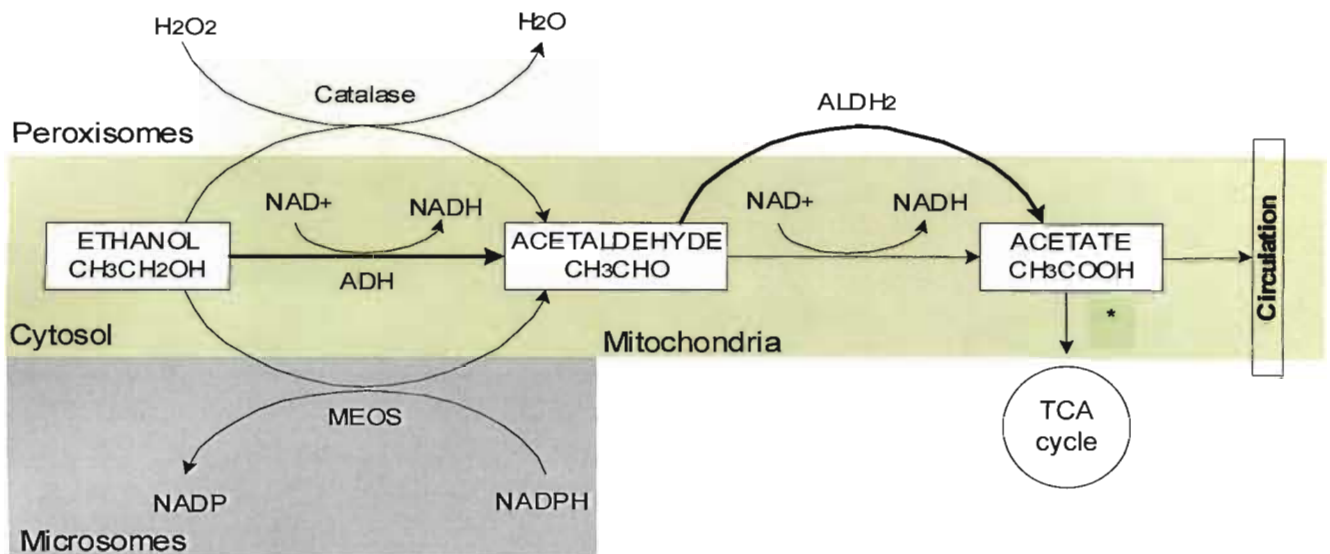 H2O2
H2O
Catalase
ALDH2
Peroxisomes
NAD+
NADH
NAD+
NADH
ETHANOL
CH3CH2OH
ACETALDEHYDE
CH3CHO
ACETATE
CH3COOH
Circulation
ADH
*
Cytosol
Mitochondria
MEOS
TCA
cycle
NADP
NADPH
Microsomes